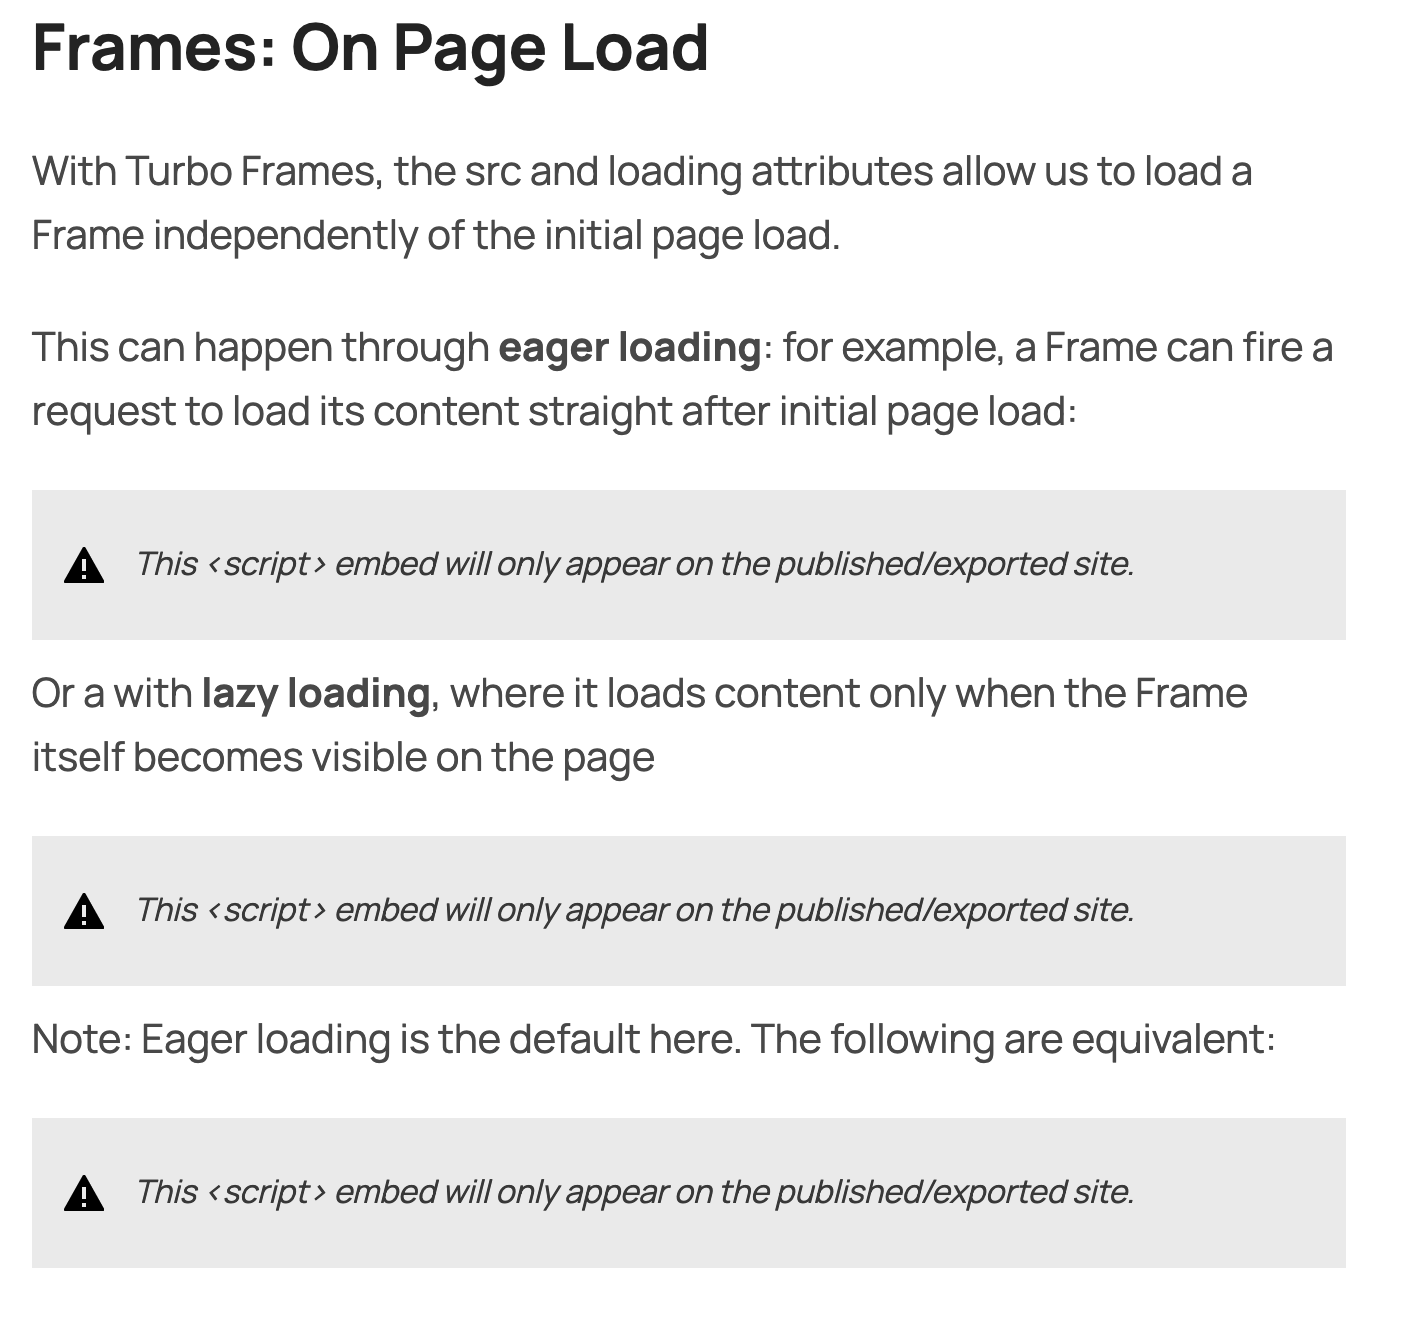 Frames: On Page Load
With Turbo Frames, the src and loading attributes allow us to load a
Frame independently of the initial page load.
This can happen through eager loading: for example, a Frame can fire a
request to load its content straight after initial page load:
This <script> embed will only appear on the published/exported site.
Or a with lazy loading, where it loads content only when the Frame
itself becomes visible on the page
This <script> embed will only appear on the published/exported site.
Note: Eager loading is the default here. The following are equivalent:
This <script> embed will only appear on the published/exported site.